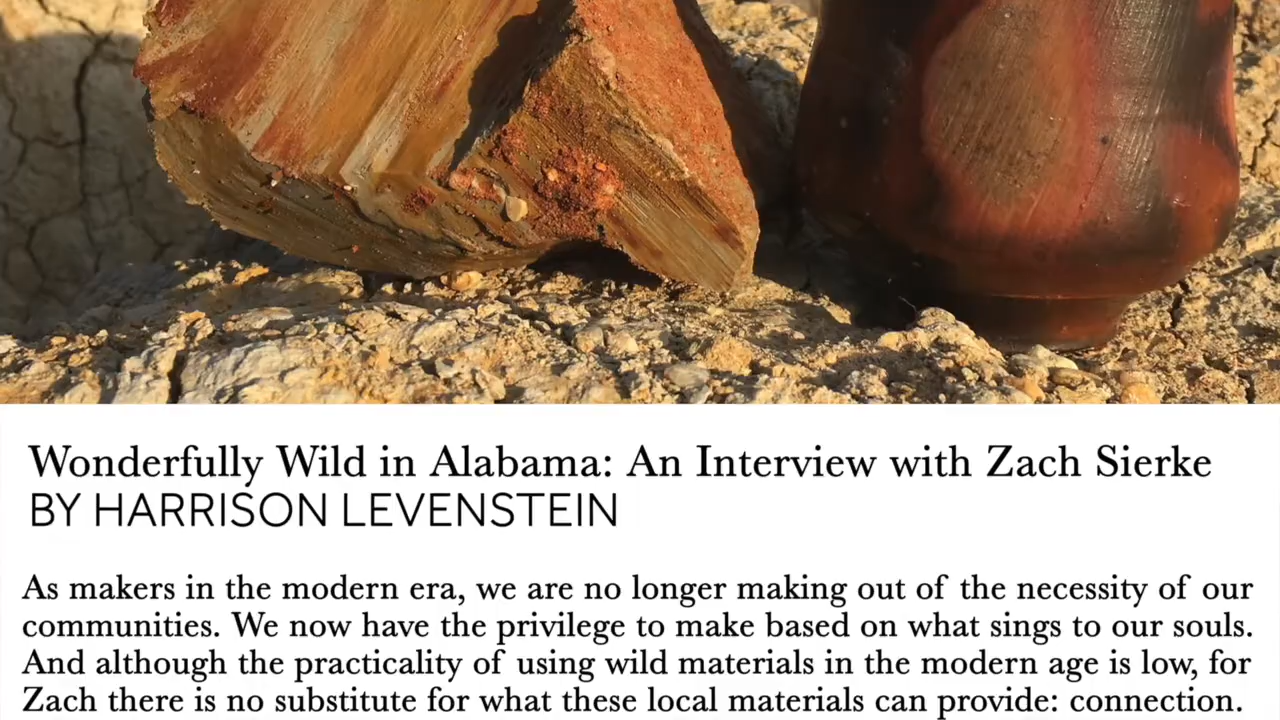 Wonderfully Wild in Alabama: An Interview with Zach Sierke
BY HARRISON LEVENSTEIN
As makers in the modern era, we are no longer making out of the necessity of our
communities. We now have the privilege to make based on what sings to our souls.
And although the practicality of using wild materials in the modern age is low, for
Zach there is no substitute for what these local materials can provide: connection.